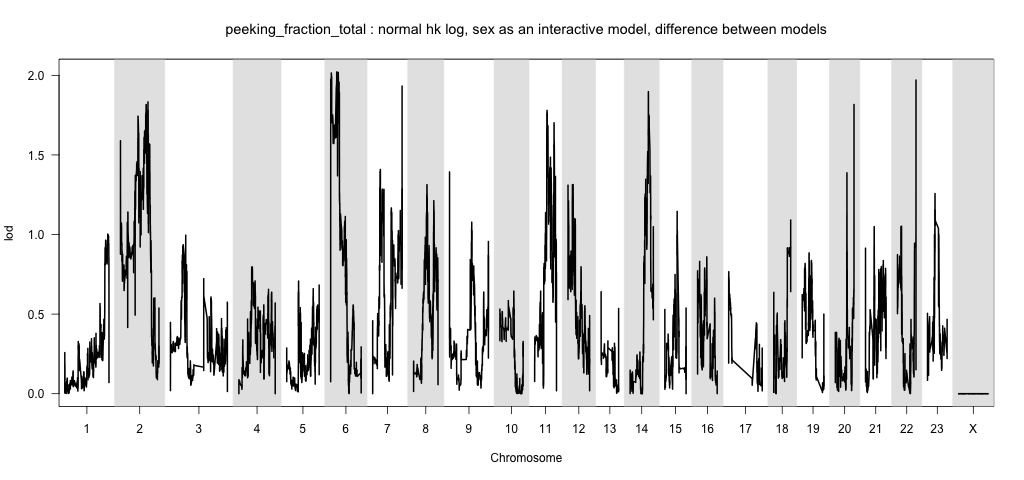 peeking_fraction_total : normal hk log, sex as an interactive model, difference between models
2.0
1.5
1.0
0.5
0.0
lod
1 2 3 4 5 6 7 8 9 10 11 12 13 14 15 16 17 18 19 20 21 22 23 X
Chromosome